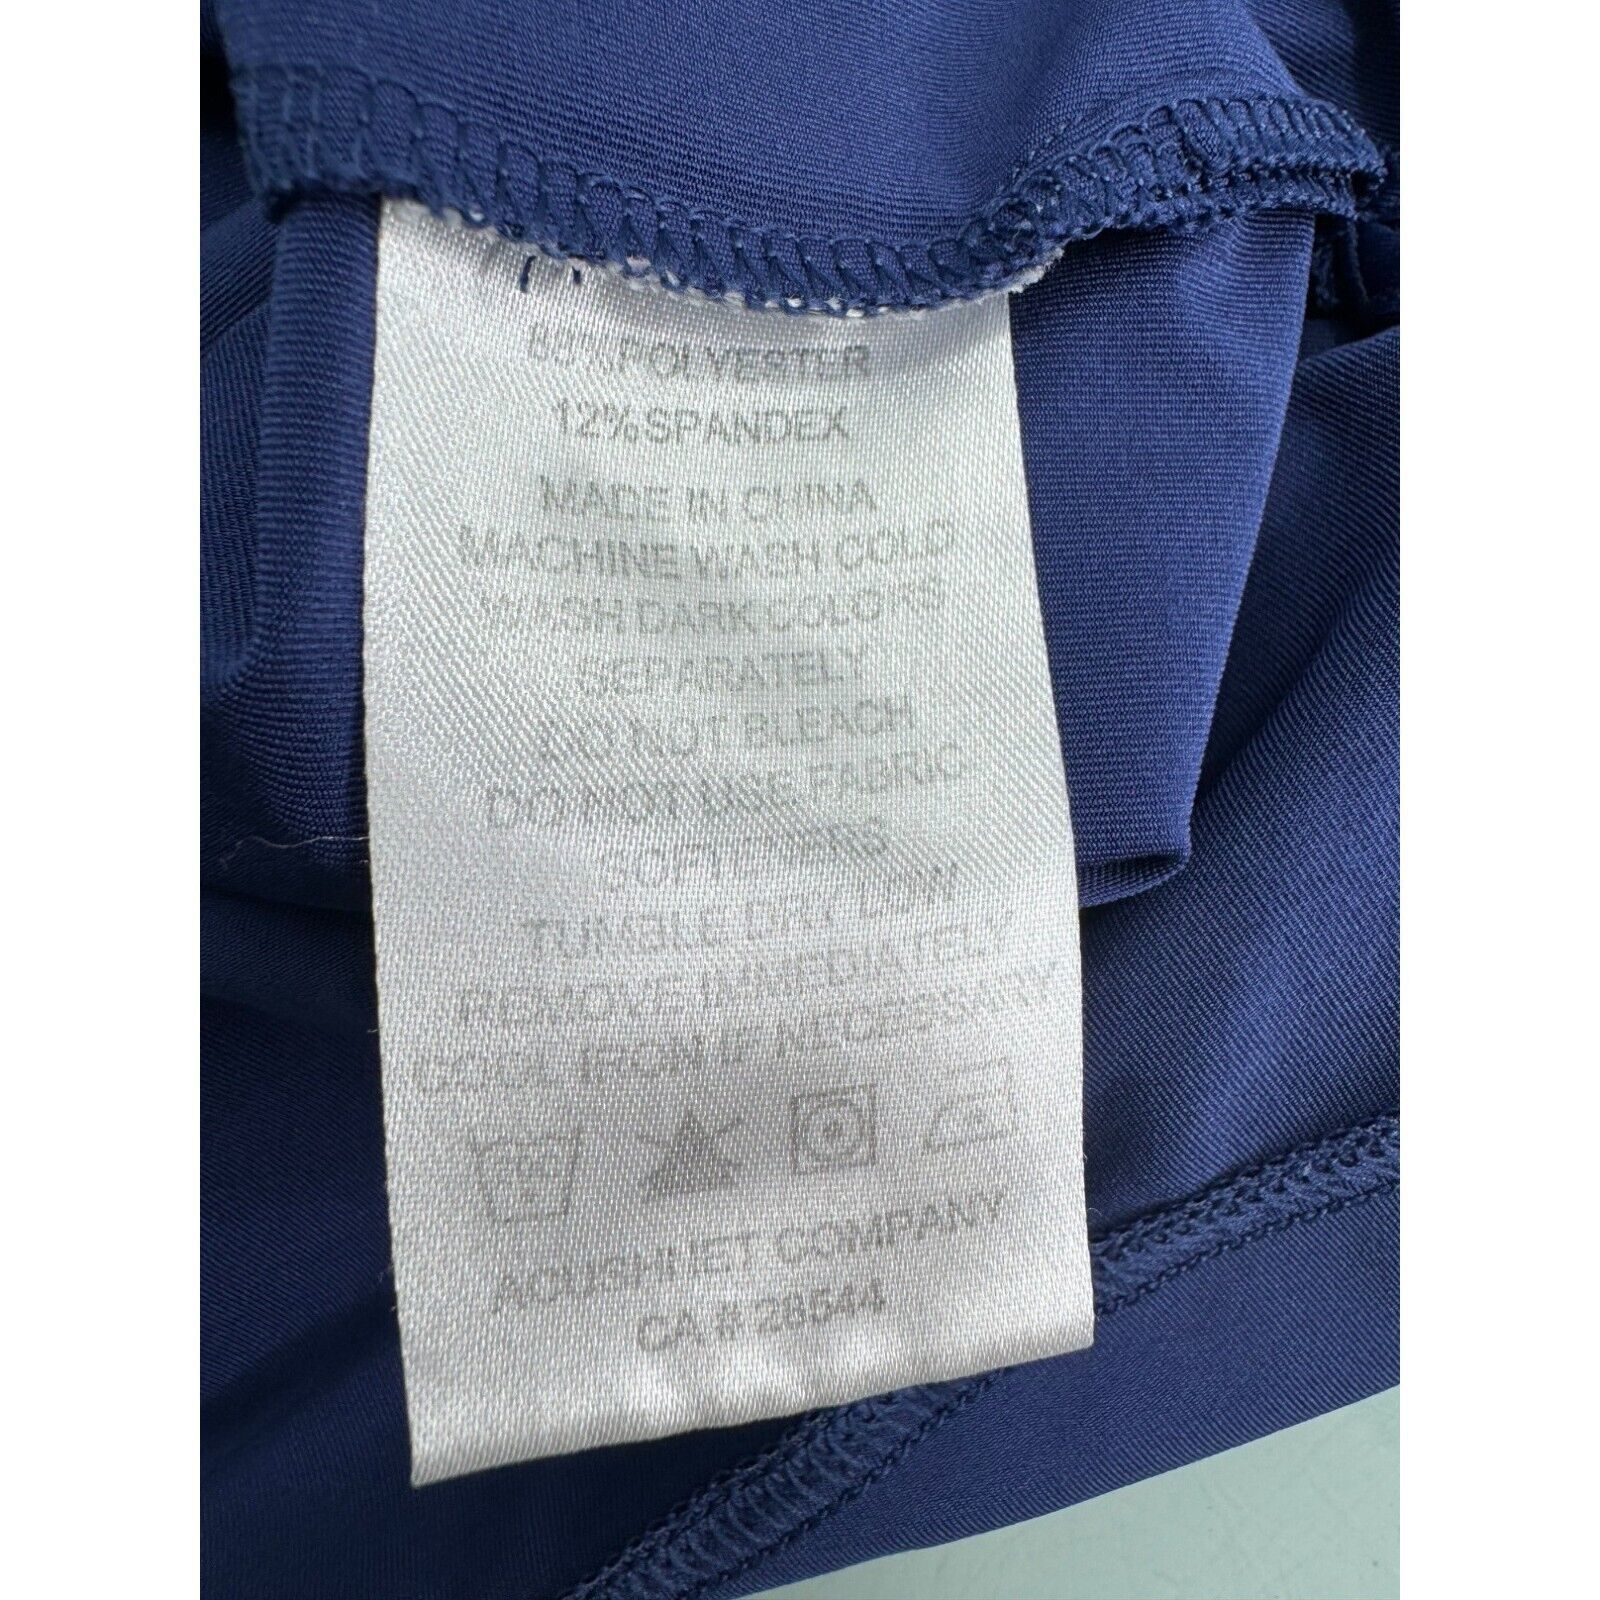 POLYESTER
12% SPANDEX
MADE IN CHINA
MACHINE WASH COLD
WASH DARK COLORS
SEPARATELY
DO NOT BLEACH
DO NOT USE FABRIC
SOFTENERS
TUMBLE DRY LOW
REMOVE IMMEDIATELY
COOL IRON IF NECESSARY
ACUSHNET COMPANY
CA # 28544